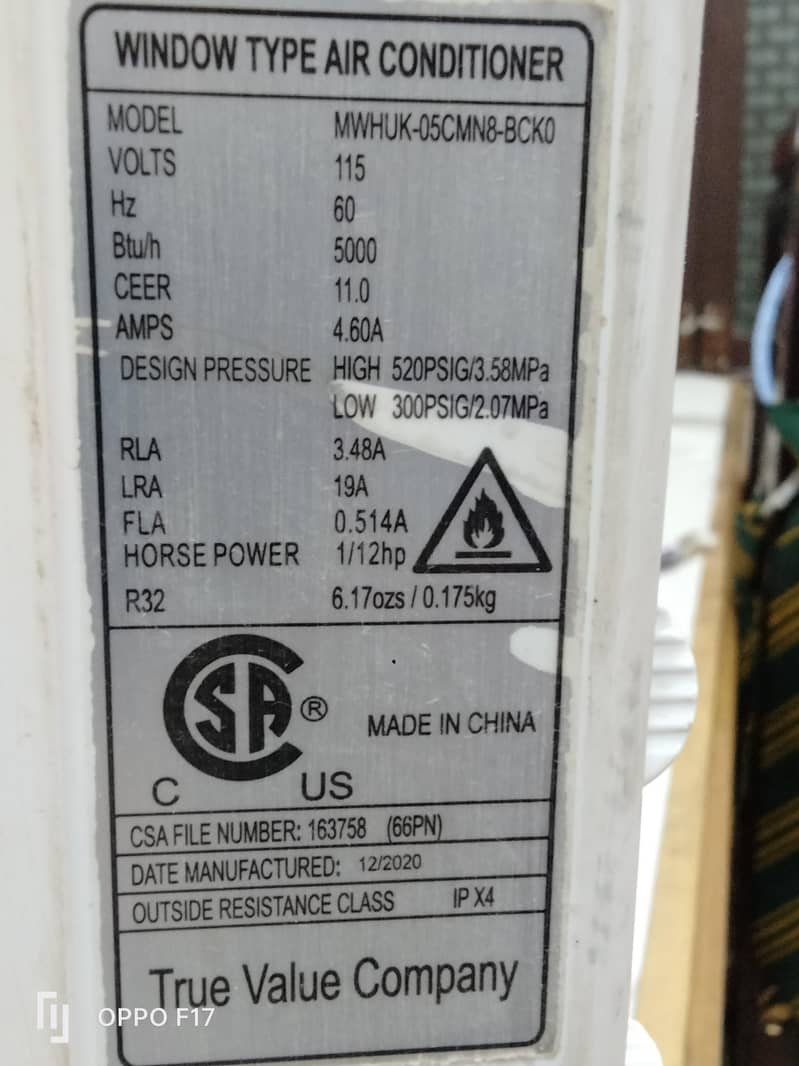 WINDOW TYPE AIR CONDITIONER
MODEL MWHUK-05CMN8-BCK0
VOLTS 115
Hz 60
Btu/h 5000
CEER 11.0
AMPS 4.60A
DESIGN PRESSURE HIGH 520PSIG/3.58MPa
LOW 300PSIG/2.07MPa
RLA 3.48A
LRA 19A
FLA 0.514A
HORSE POWER 1/12hp
R32 6.17ozs / 0.175kg
CSA®
MADE IN CHINA
C US
CSA FILE NUMBER: 163758 (66PN)
DATE MANUFACTURED: 12/2020
OUTSIDE RESISTANCE CLASS IP X4
True Value Company
OPPO F17